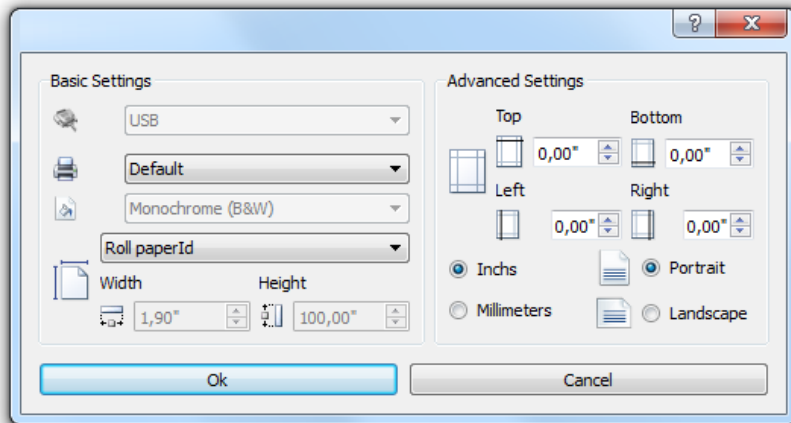 Basic Settings
USB
Default
Monochrome (B&W)
Roll paperId
Width Height
1,90" 100,00"
Advanced Settings
Top Bottom
0,00" 0,00"
Left Right
0,00" 0,00"
Inchs Portrait
Millimeters Landscape
Ok Cancel